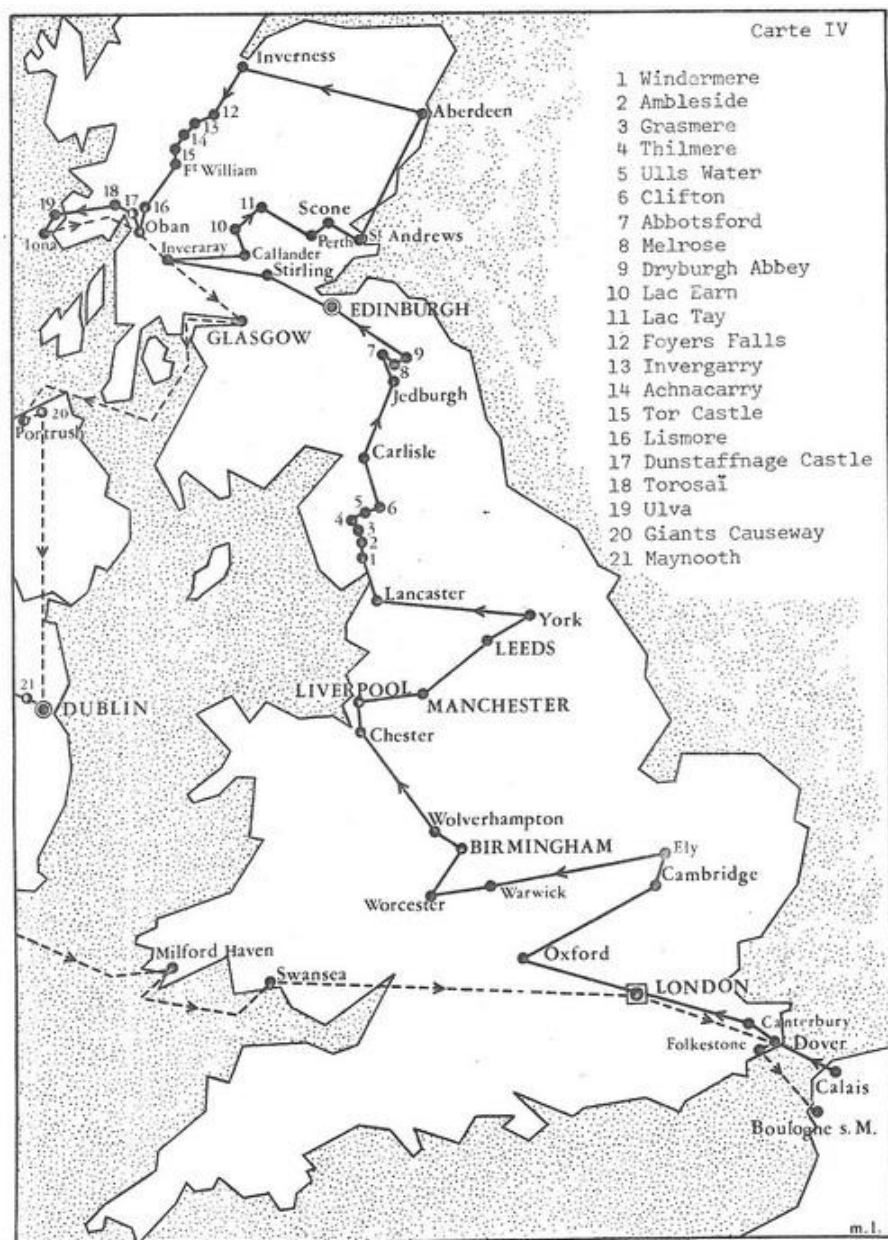 Carte IV
1 Windermere
2 Ambleside
3 Grasmere
4 Thilmere
5 Ulls Water
6 Clifton
7 Abbotsford
8 Melrose
9 Dryburgh Abbey
10 Lac Earn
11 Lac Tay
12 Foyers Falls
13 Invergarry
14 Achnacarry
15 Tor Castle
16 Lismore
17 Dunstaffnage Castle
18 Torosaï
19 Ulva
20 Giants Causeway
21 Maynooth
Inverness
12
Aberdeen
13
14
15
Ft William
19
18
17
16
11
Scone
Iona
Oban
10
Perth
St Andrews
Inveraray
Callander
Stirling
EDINBURGH
GLASGOW
7
9
8
Jedburgh
20
Portrush
Carlisle
6
5
4
3
2
1
Lancaster
York
LEEDS
LIVERPOOL
MANCHESTER
21
DUBLIN
Chester
Wolverhampton
BIRMINGHAM
Ely
Cambridge
Warwick
Worcester
Milford Haven
Oxford
Swansea
LONDON
Canterbury
Folkestone
Dover
Calais
Boulogne s. M.
m.l.